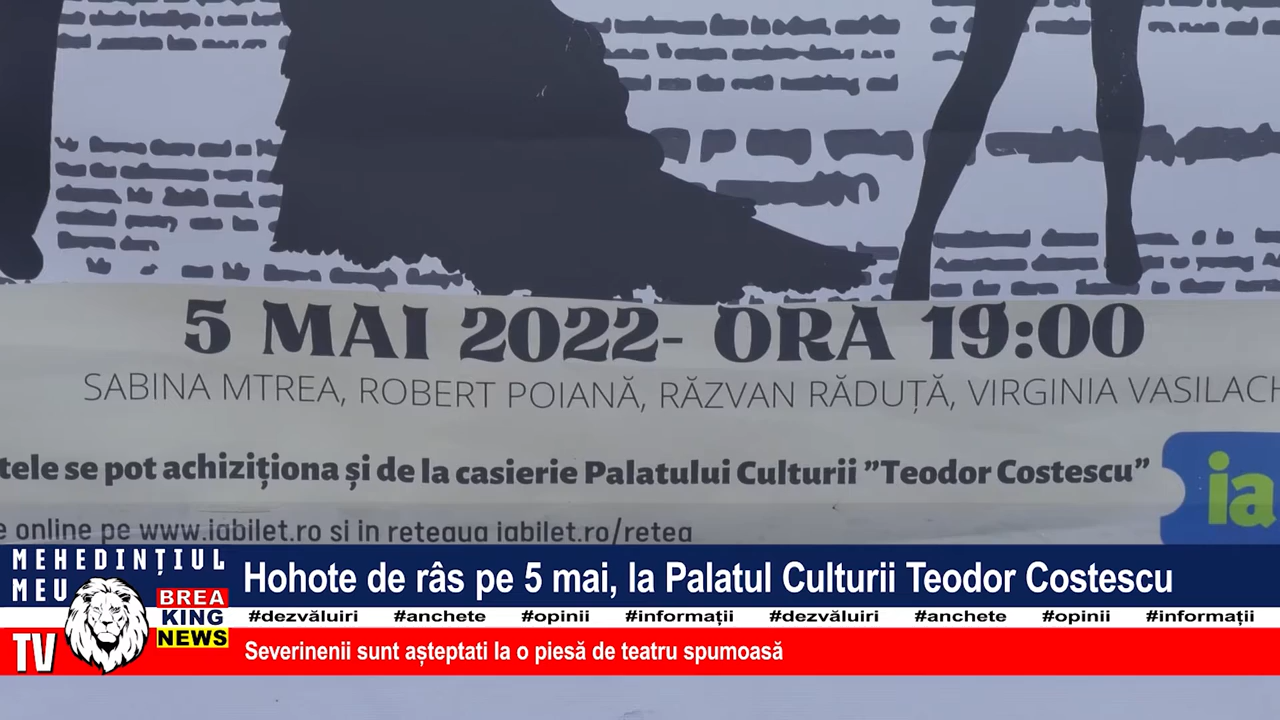 5 MAI 2022- ORA 19:00
SABINA MTREA, ROBERT POIANĂ, RĂZVAN RĂDUȚĂ, VIRGINIA
se pot achiziționa și de la casierie Palatului Culturii ”Teodor Costescu”
online pe www.iabilet.ro si in reteaua iabilet.ro/retea
ia
MEHEDINȚIUL
MEU
TV
BREA
KING
NEWS
Hohote de râs pe 5 mai, la Palatul Culturii Teodor Costescu
#dezvăluiri #anchete #opinii #informații #dezvăluiri #anchete #opinii #informații
Severinenii sunt așteptati la o piesă de teatru spumoasă